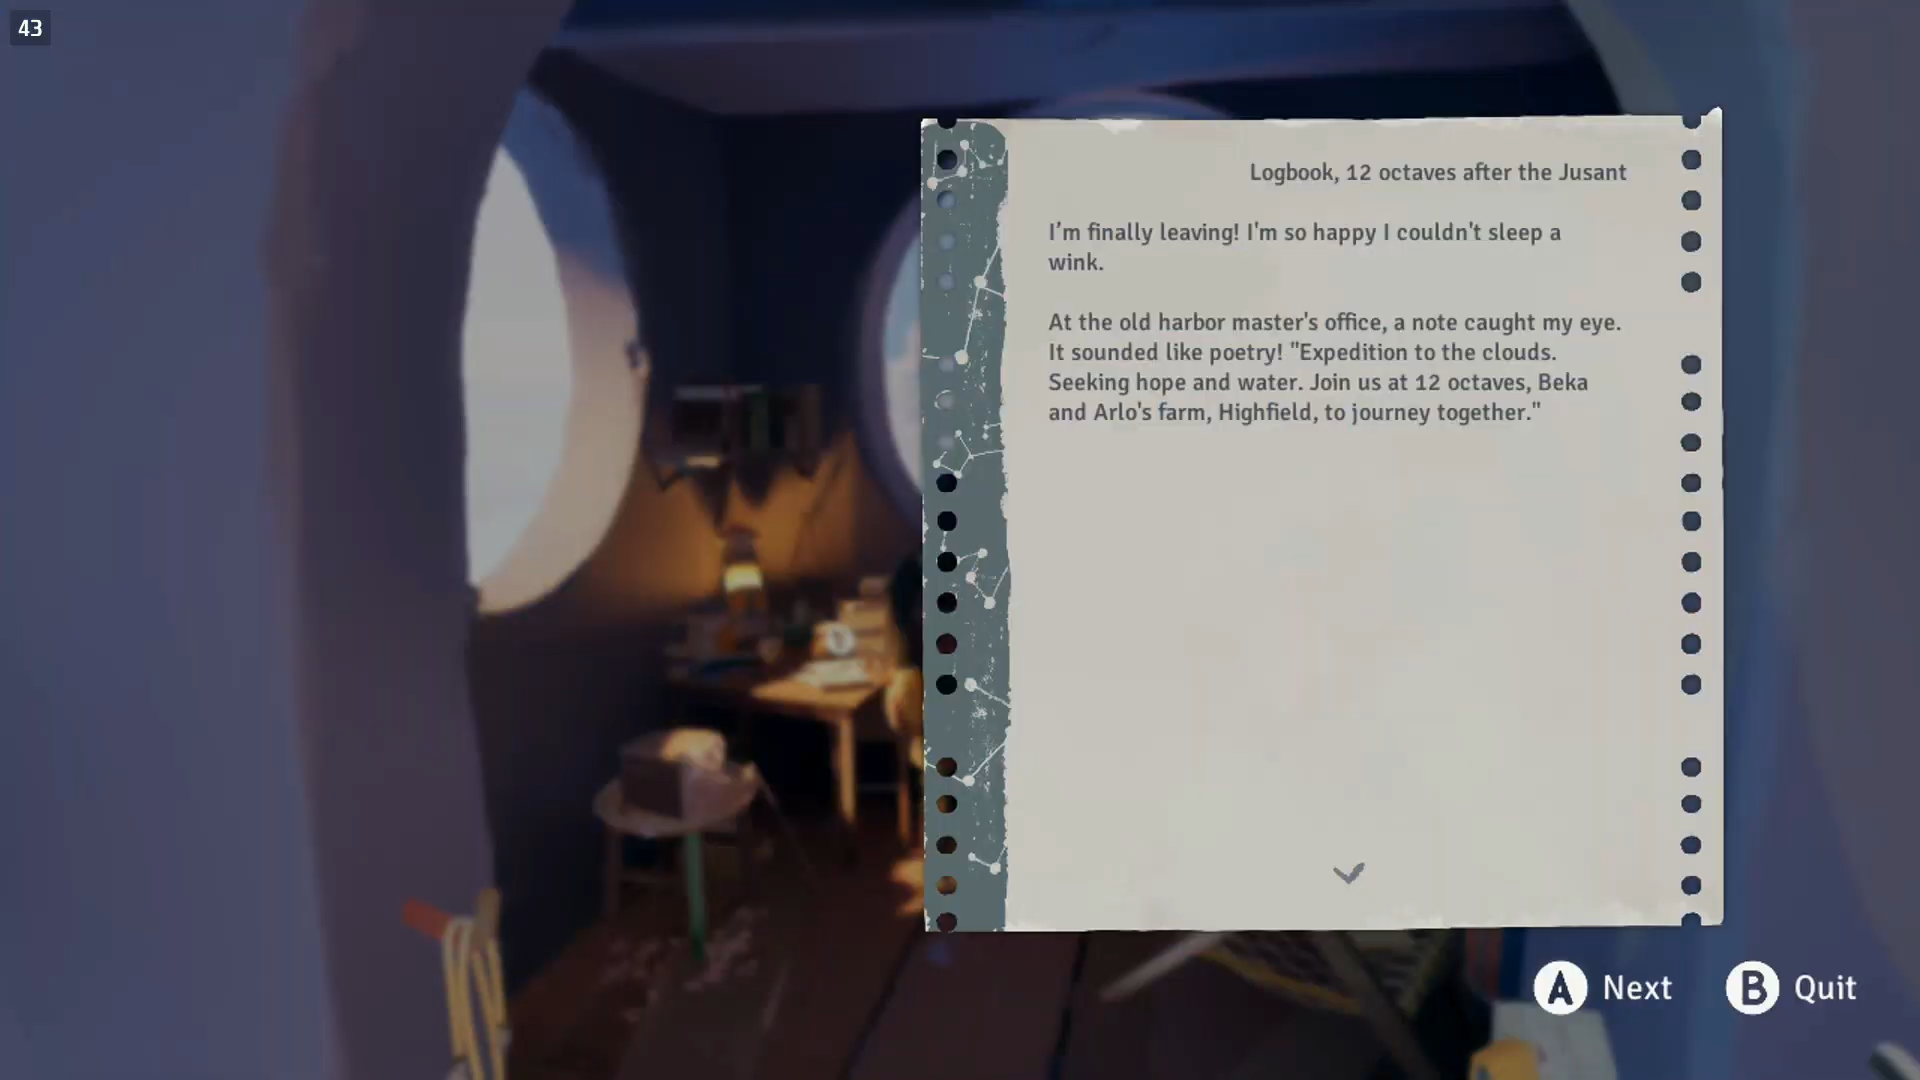 43
Logbook, 12 octaves after the Jusant
I’m finally leaving! I'm so happy I couldn't sleep a
wink.
At the old harbor master's office, a note caught my eye.
It sounded like poetry! "Expedition to the clouds.
Seeking hope and water. Join us at 12 octaves, Beka
and Arlo's farm, Highfield, to journey together."
A Next B Quit